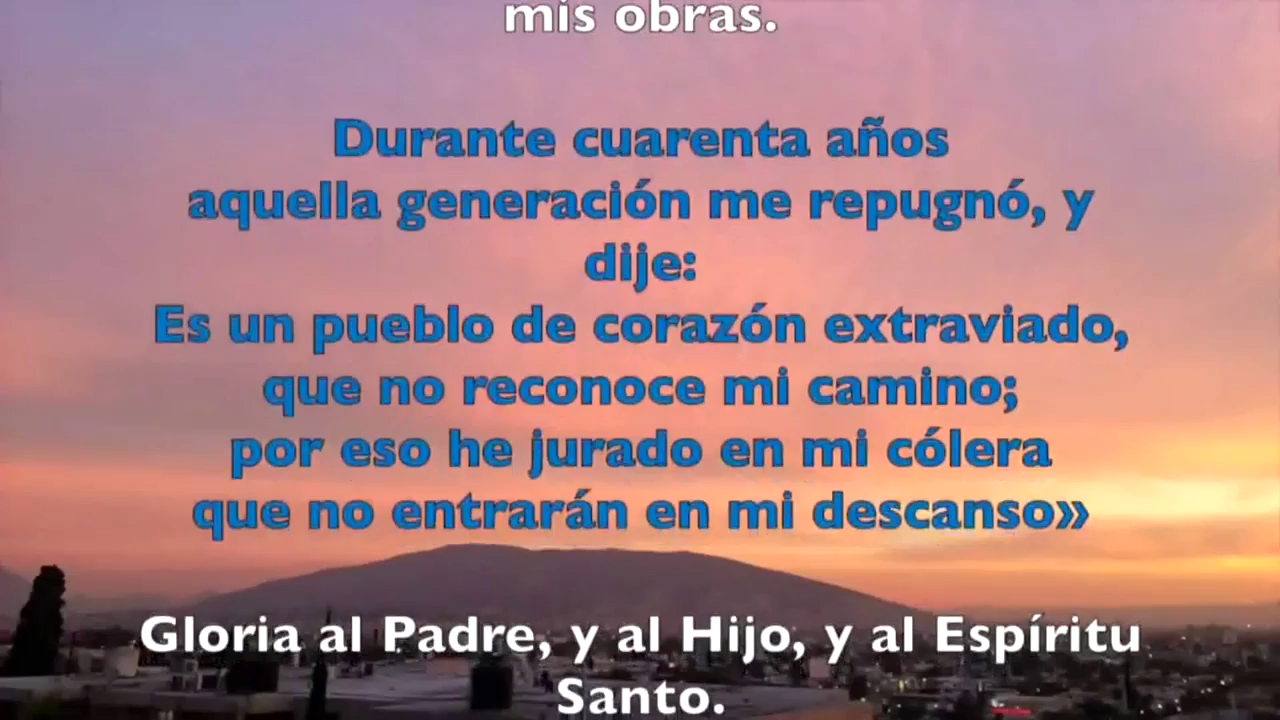 mis obras.
Durante cuarenta años
aquella generación me repugnó, y
dije:
Es un pueblo de corazón extraviado,
que no reconoce mi camino;
por eso he jurado en mi cólera
que no entrarán en mi descanso»
Gloria al Padre, y al Hijo, y al Espíritu
Santo.